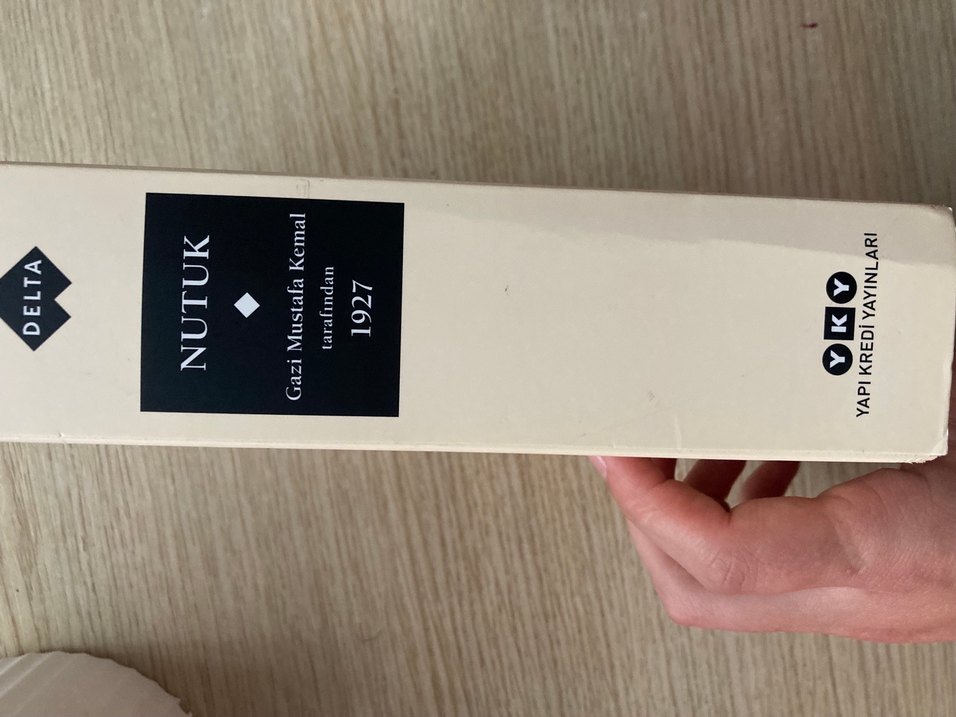 DELTA
NUTUK
Gazi Mustafa Kemal
tarafından
1927
YKY
YAPI KREDİ YAYINLARI